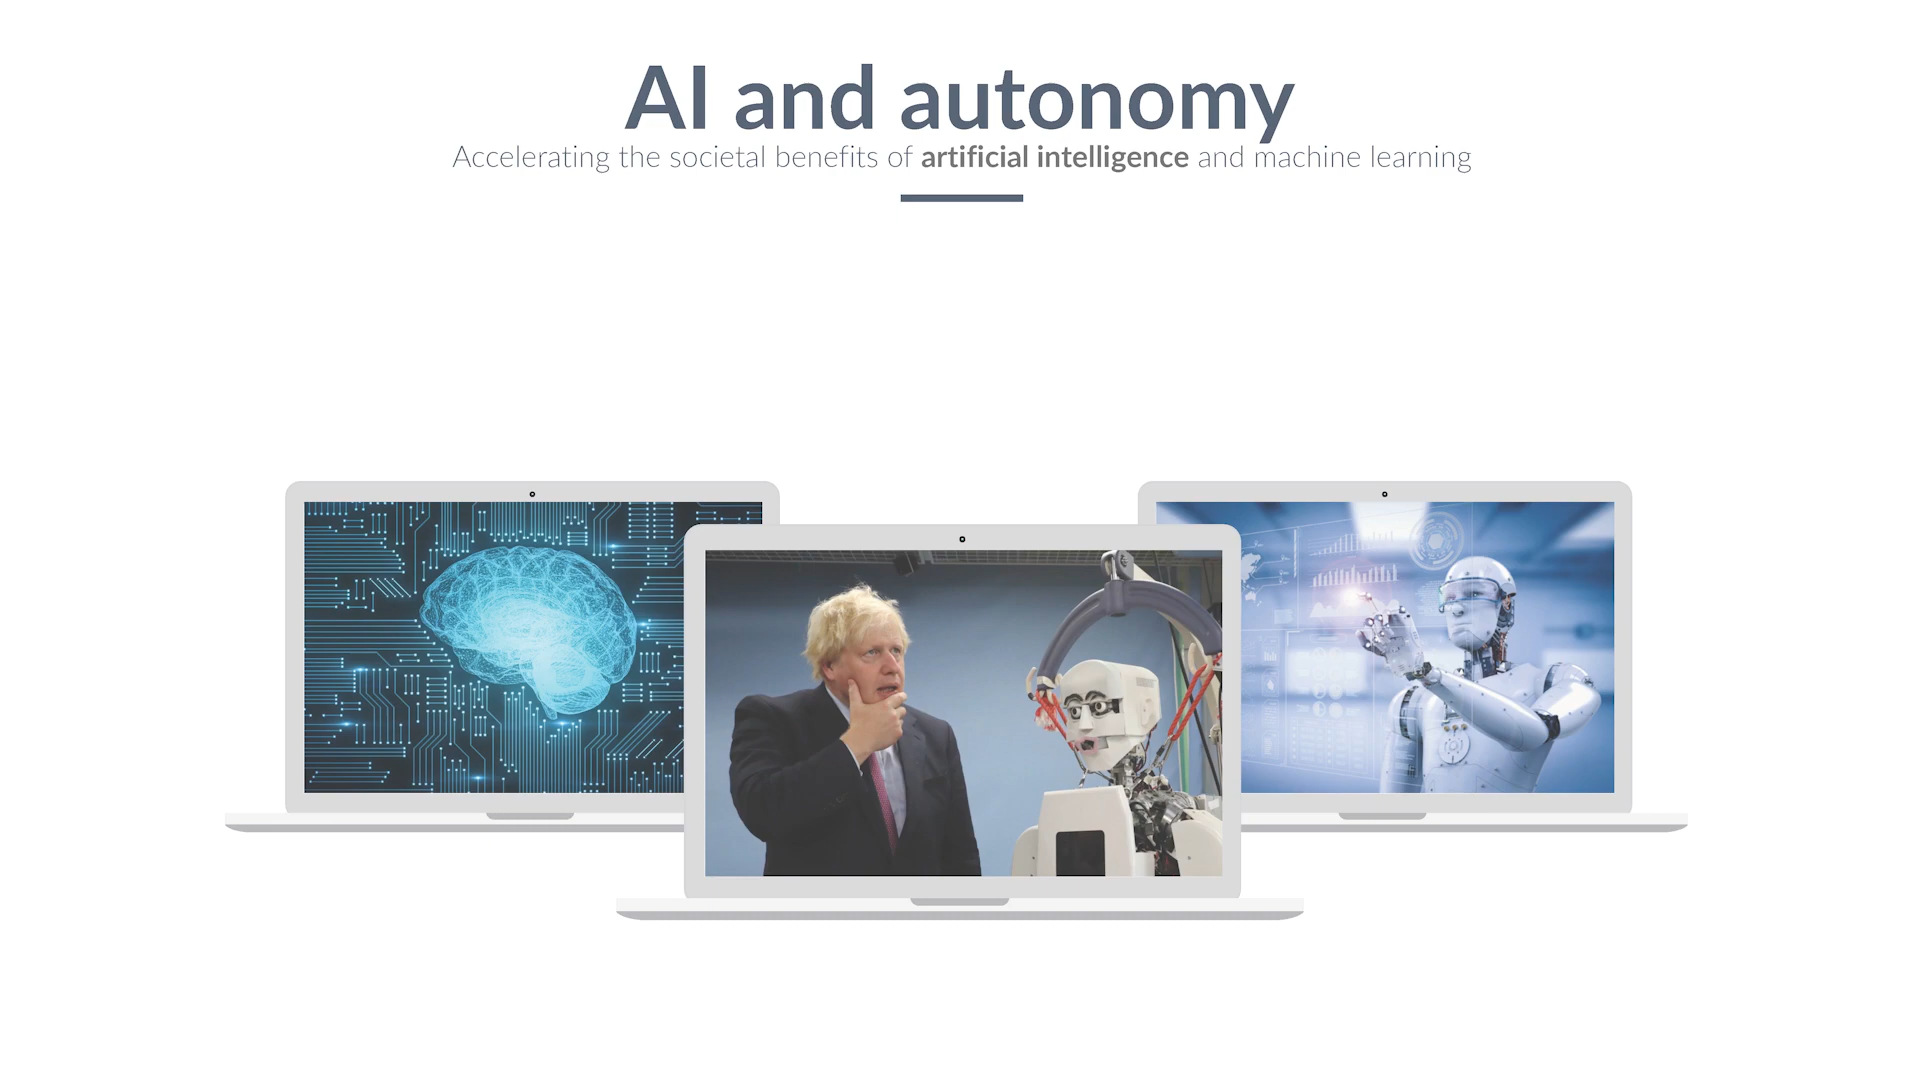 AI and autonomy
Accelerating the societal benefits of artificial intelligence and machine learning